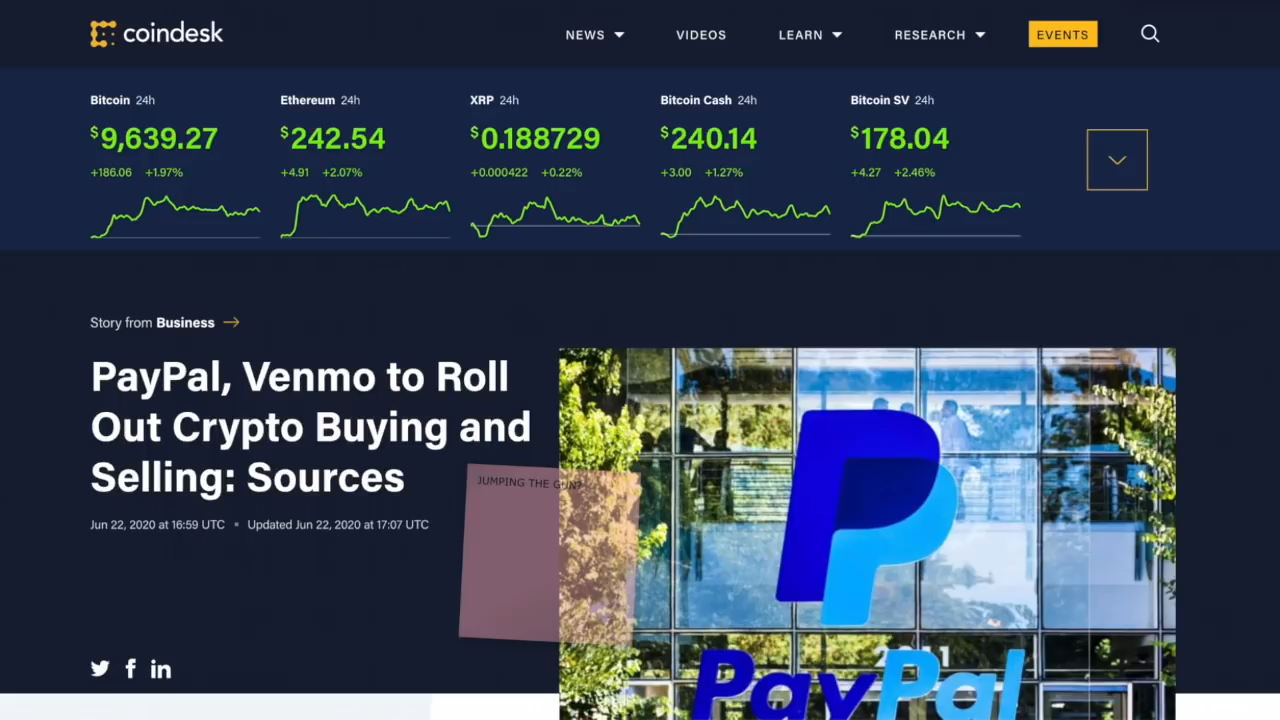 coindesk
NEWS
VIDEOS
LEARN
RESEARCH
EVENTS
Bitcoin 24h
$9,639.27
+186.06 +1.97%
Ethereum 24h
$242.54
+4.91 +2.07%
XRP 24h
$0.188729
+0.000422 +0.22%
Bitcoin Cash 24h
$240.14
+3.00 +1.27%
Bitcoin SV 24h
$178.04
+4.27 +2.46%
Story from Business
PayPal, Venmo to Roll
Out Crypto Buying and
Selling: Sources
Jun 22, 2020 at 16:59 UTC ▪ Updated Jun 22, 2020 at 17:07 UTC
JUMPING THE GUN?
PayPal